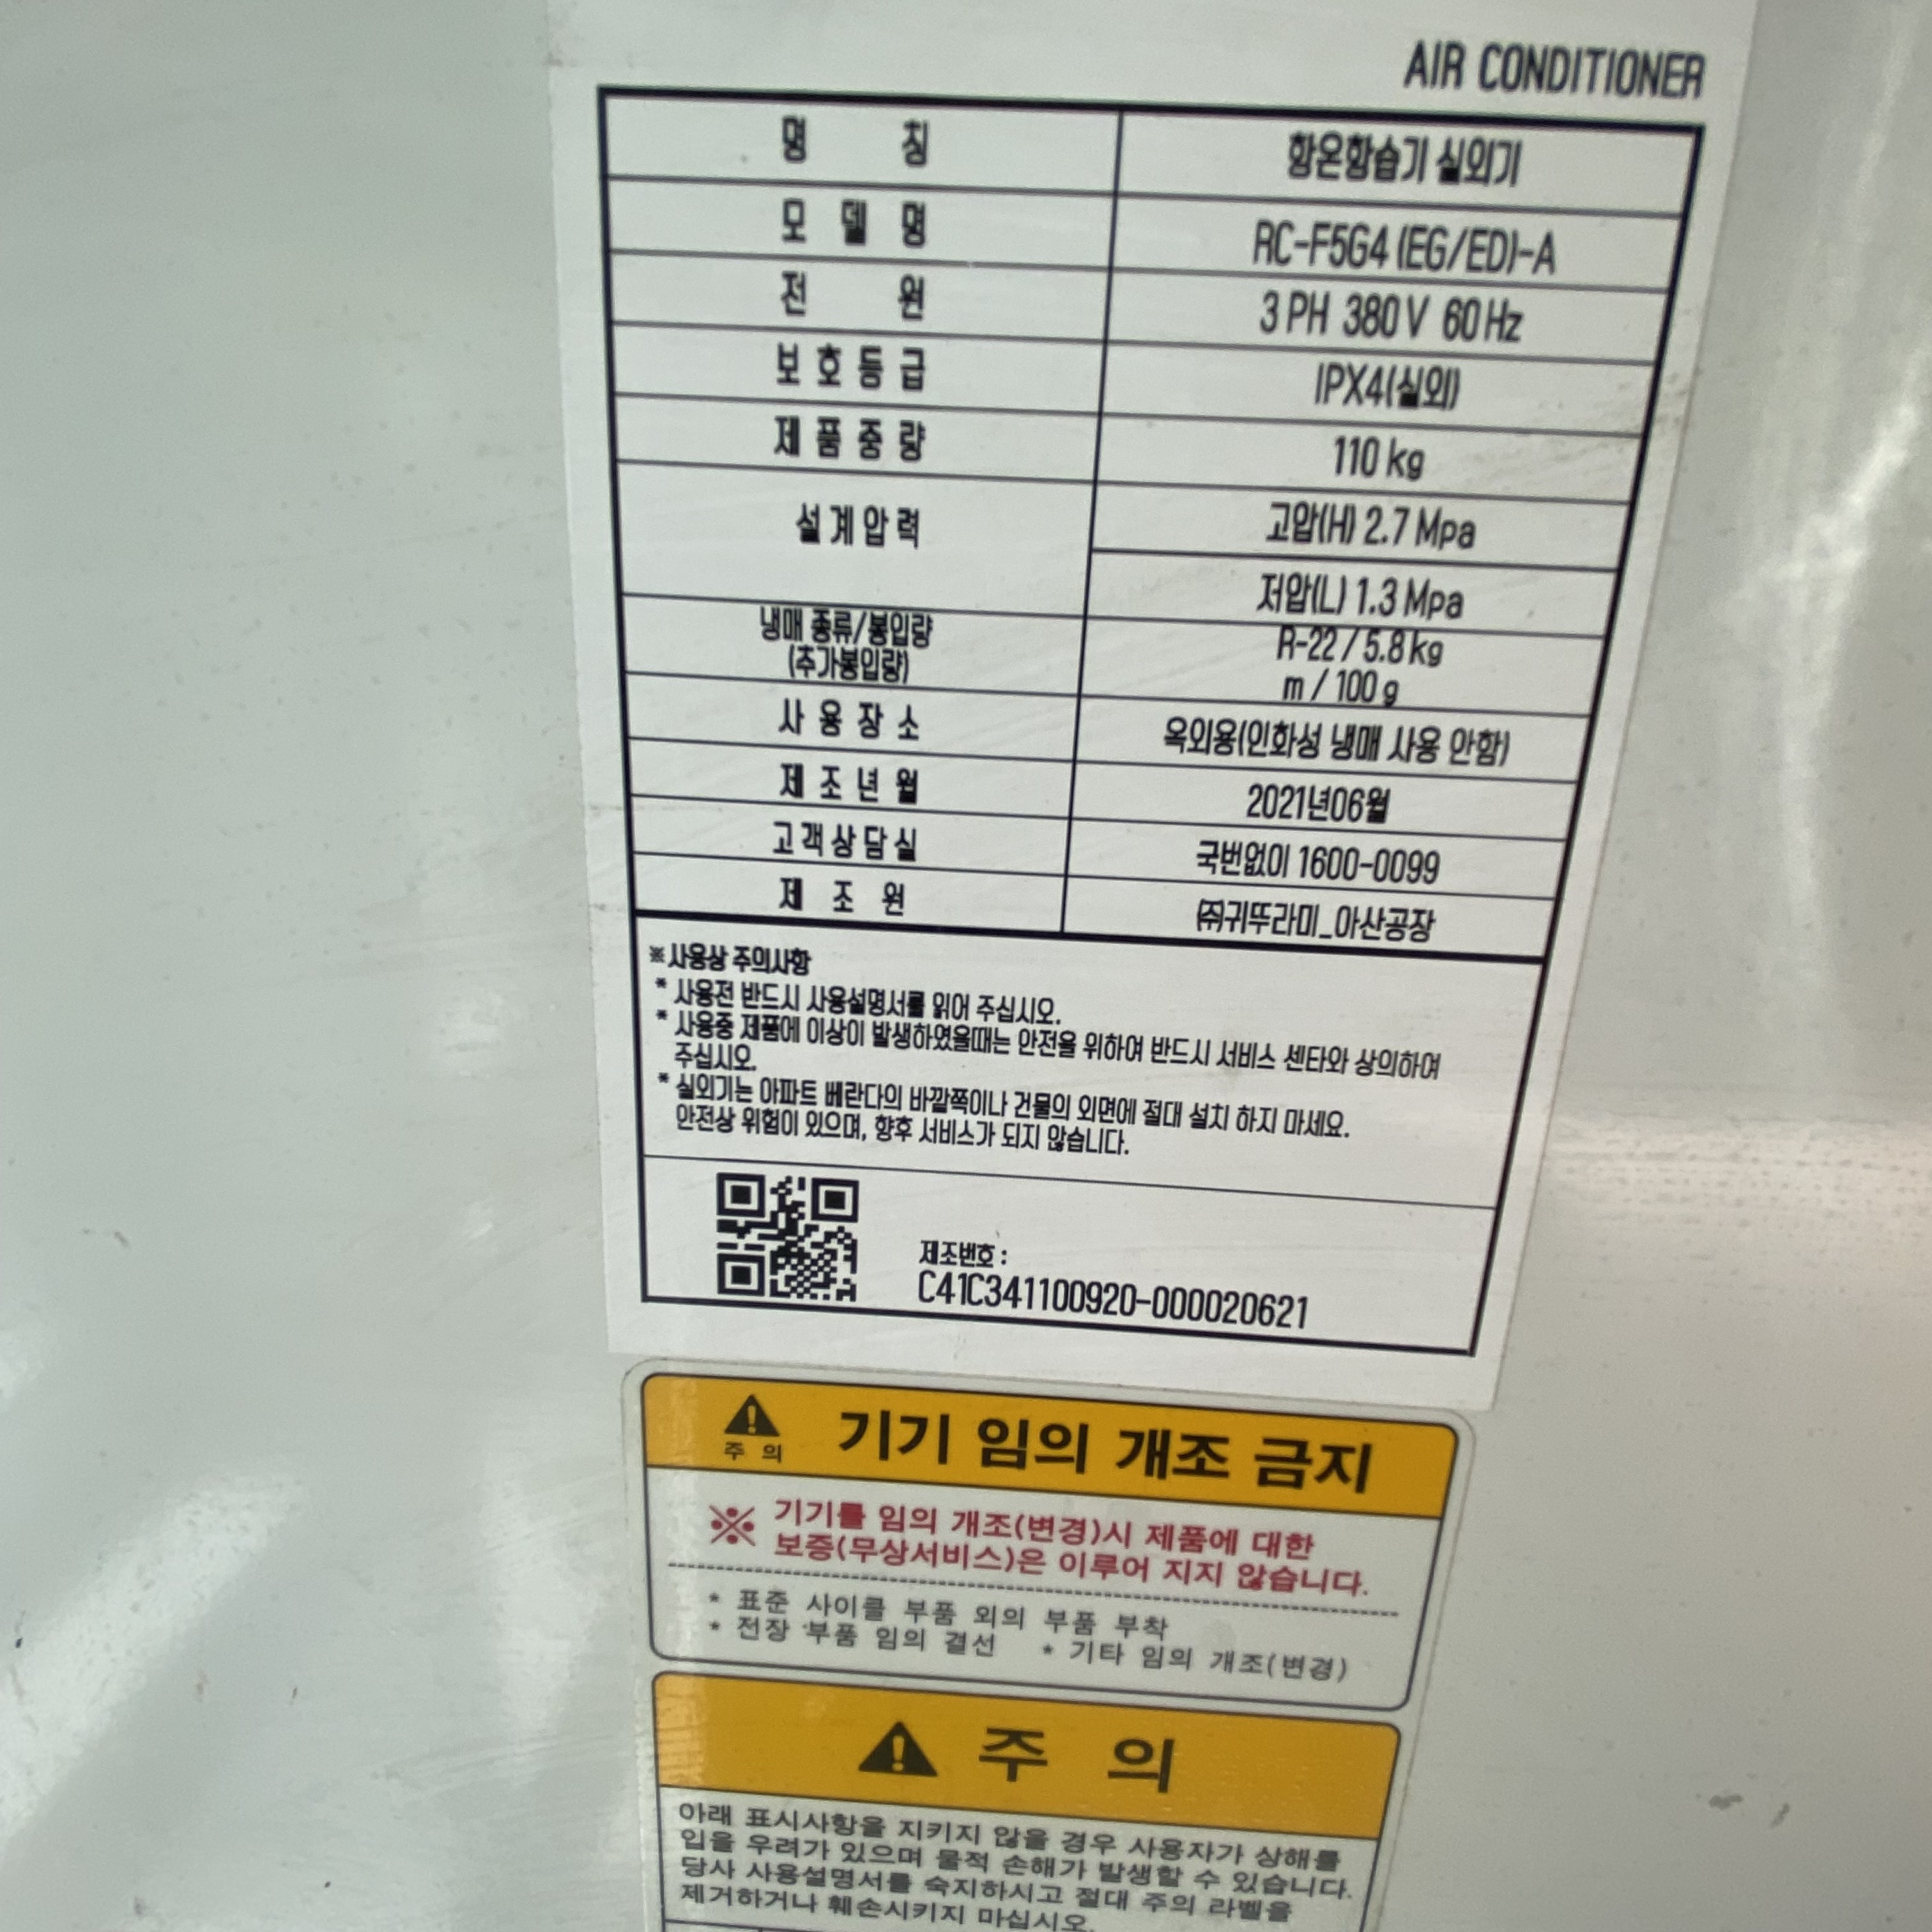 AIR CONDITIONER
명 칭 항온항습기 실외기
모 델 명 RC-F5G4 (EG/ED)-A
전 원 3 PH 380 V 60 Hz
보 호 등 급 IPX4(실외)
제 품 중 량 110 kg
설 계 압 력 고압(H) 2.7 Mpa
저압(L) 1.3 Mpa
냉매 종류/봉입량 R-22 / 5.8 kg
(추가봉입량) m / 100 g
사 용 장 소 옥외용(인화성 냉매 사용 안함)
제 조 년 월 2021년06월
고 객 상 담 실 국번없이 1600-0099
제 조 원 ㈜귀뚜라미_아산공장
※사용상 주의사항
* 사용전 반드시 사용설명서를 읽어 주십시오.
* 사용중 제품에 이상이 발생하였을때는 안전을 위하여 반드시 서비스 센타와 상의하여
주십시오.
* 실외기는 아파트 베란다의 바깥쪽이나 건물의 외면에 절대 설치 하지 마세요.
안전상 위험이 있으며, 향후 서비스가 되지 않습니다.
제조번호 :
C41C341100920-000020621
주 의 기기 임의 개조 금지
※ 기기를 임의 개조(변경)시 제품에 대한
보증(무상서비스)은 이루어 지지 않습니다.
* 표준 사이클 부품 외의 부품 부착
* 전장 부품 임의 결선 * 기타 임의 개조(변경)
주 의
아래 표시사항을 지키지 않을 경우 사용자가 상해를
입을 우려가 있으며 물적 손해가 발생할 수 있습니다.
당사 사용설명서를 숙지하시고 절대 주의 라벨을
제거하거나 훼손시키지 마십시오.